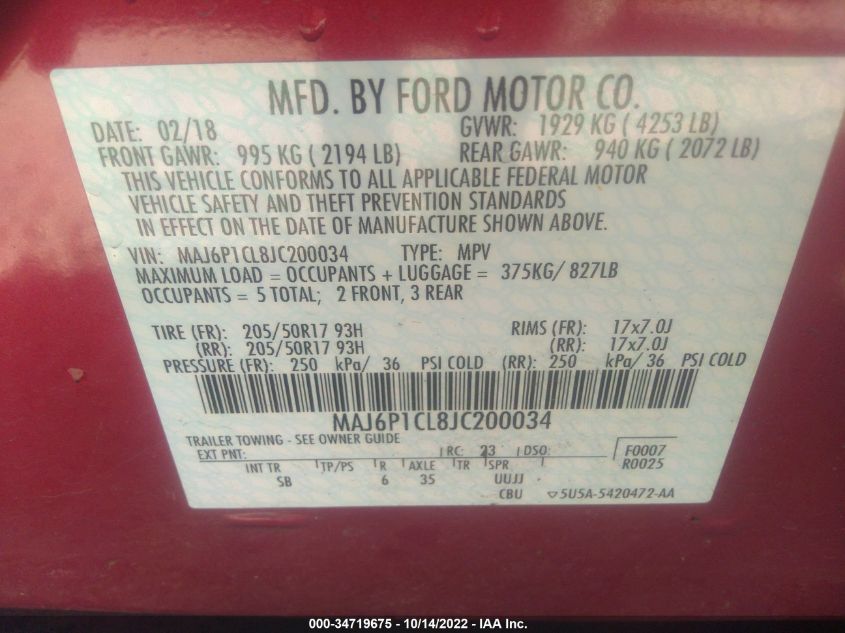 MFD. BY FORD MOTOR CO.
DATE: 02/18 GVWR: 1929 KG ( 4253 LB)
FRONT GAWR: 995 KG ( 2194 LB) REAR GAWR: 940 KG ( 2072 LB)
THIS VEHICLE CONFORMS TO ALL APPLICABLE FEDERAL MOTOR
VEHICLE SAFETY AND THEFT PREVENTION STANDARDS
IN EFFECT ON THE DATE OF MANUFACTURE SHOWN ABOVE.
VIN: MAJ6P1CL8JC200034 TYPE: MPV
MAXIMUM LOAD = OCCUPANTS + LUGGAGE = 375KG/ 827LB
OCCUPANTS = 5 TOTAL; 2 FRONT, 3 REAR
TIRE (FR): 205/50R17 93H RIMS (FR): 17x7.0J
(RR): 205/50R17 93H (RR): 17x7.0J
PRESSURE (FR): 250 kPa/ 36 PSI COLD (RR): 250 kPa/ 36 PSI COLD
MAJ6P1CL8JC200034
TRAILER TOWING - SEE OWNER GUIDE
EXT PNT: RC: 23 DSO: F0007
INT TR TP/PS R AXLE TR SPR R0025
SB 6 35 UUJJ
CBU 5U5A-5420472-AA
000-34719675 - 10/14/2022 - IAA Inc.